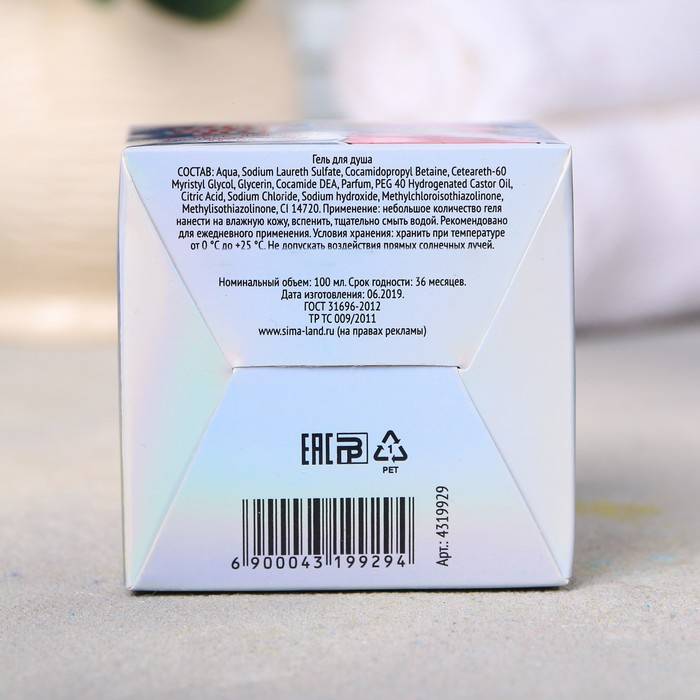 Гель для душа
СОСТАВ: Aqua, Sodium Laureth Sulfate, Cocamidopropyl Betaine, Ceteareth-60
Myristyl Glycol, Glycerin, Cocamide DEA, Parfum, PEG 40 Hydrogenated Castor Oil,
Citric Acid, Sodium Chloride, Sodium hydroxide, Methylchloroisothiazolinone,
Methylisothiazolinone, CI 14720. Применение: небольшое количество геля
нанести на влажную кожу, вспенить, тщательно смыть водой. Рекомендовано
для ежедневного применения. Условия хранения: хранить при температуре
от 0 °C до +25 °C. Не допускать воздействия прямых солнечных лучей.
Номинальный объем: 100 мл. Срок годности: 36 месяцев.
Дата изготовления: 06.2019.
ГОСТ 31696-2012
ТР ТС 009/2011
www.sima-land.ru (на правах рекламы)
EAC
1
PET
6 900043 199294
Арт.: 4319929